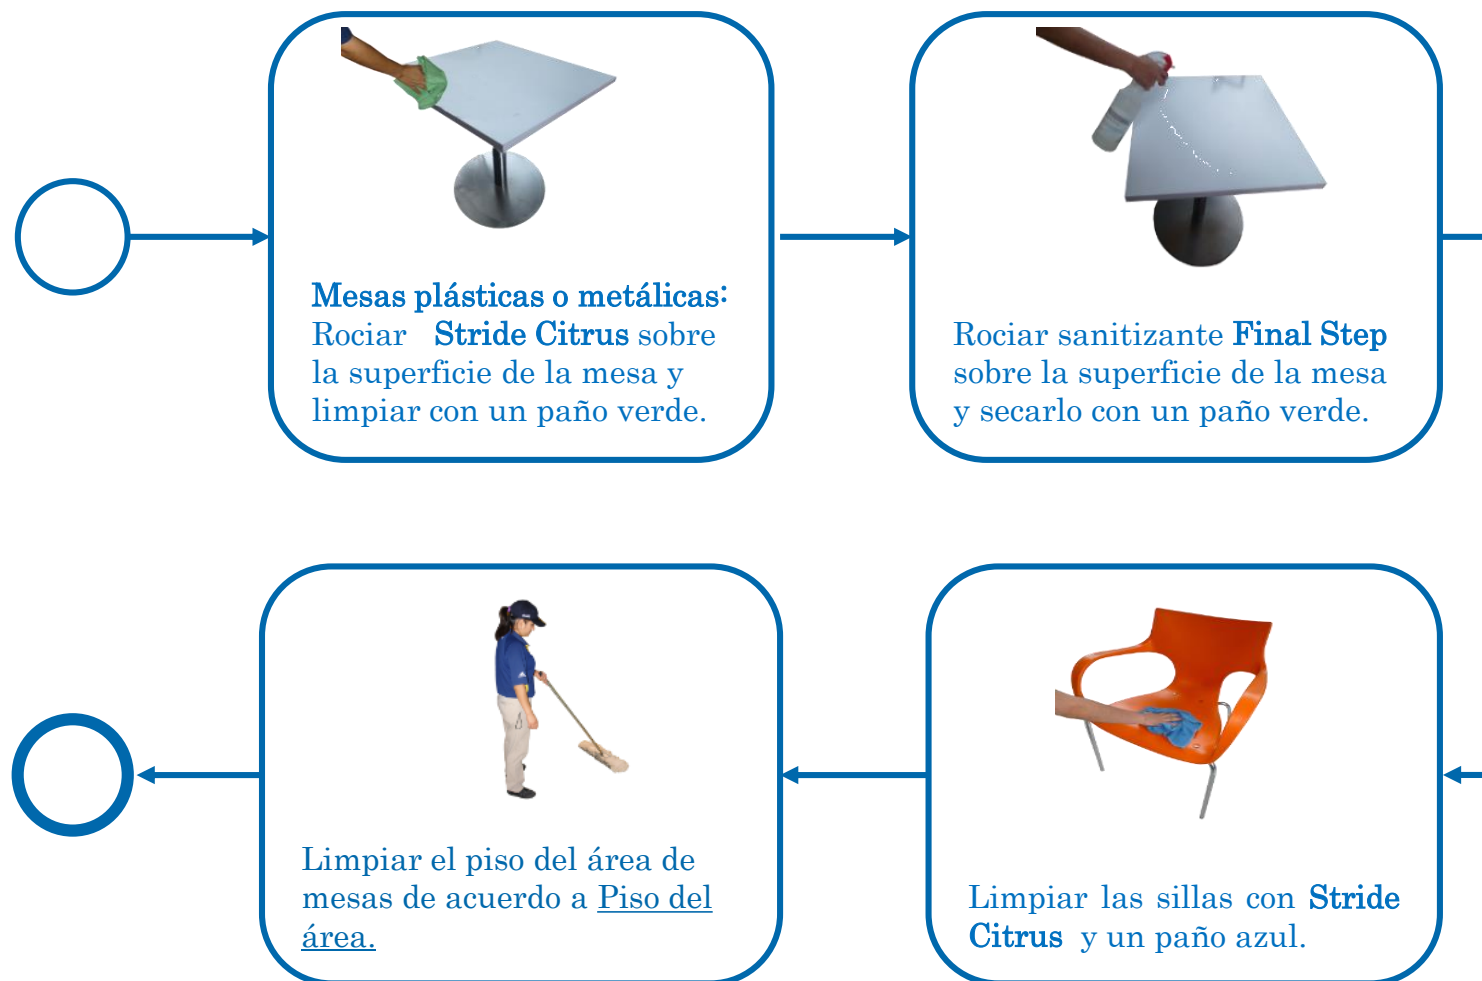 Mesas plásticas o metálicas:
Rociar Stride Citrus sobre
la superficie de la mesa y
limpiar con un paño verde.
Rociar sanitizante Final Step
sobre la superficie de la mesa
y secarlo con un paño verde.
Limpiar el piso del área de
mesas de acuerdo a Piso del
área.
Limpiar las sillas con Stride
Citrus y un paño azul.